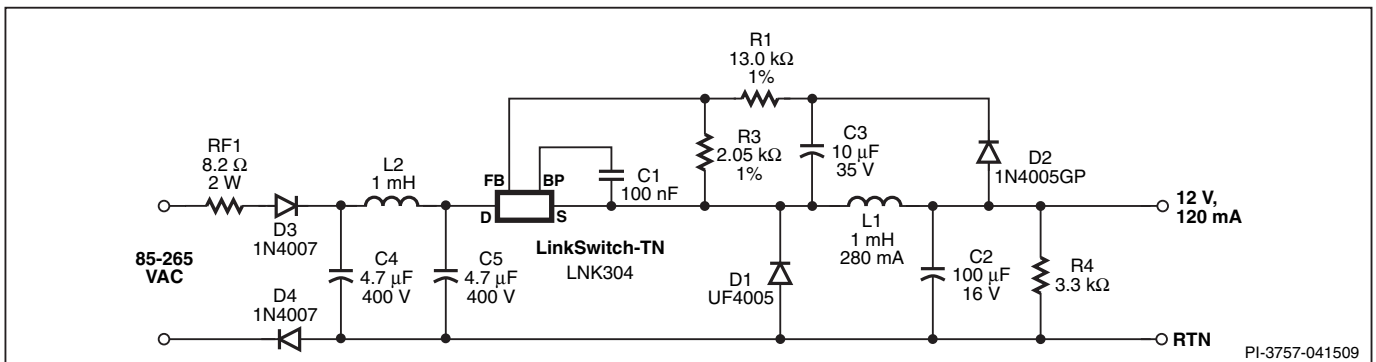 R1
13.0 kΩ
1%
RF1
8.2 Ω
2 W
L2
1 mH
FB
BP
D
S
C1
100 nF
R3
2.05 kΩ
1%
C3
10 μF
35 V
D2
1N4005GP
D3
1N4007
LinkSwitch-TN
LNK304
L1
1 mH
280 mA
12 V,
120 mA
85-265
VAC
C4
4.7 μF
400 V
C5
4.7 μF
400 V
D1
UF4005
C2
100 μF
16 V
R4
3.3 kΩ
D4
1N4007
RTN
PI-3757-041509